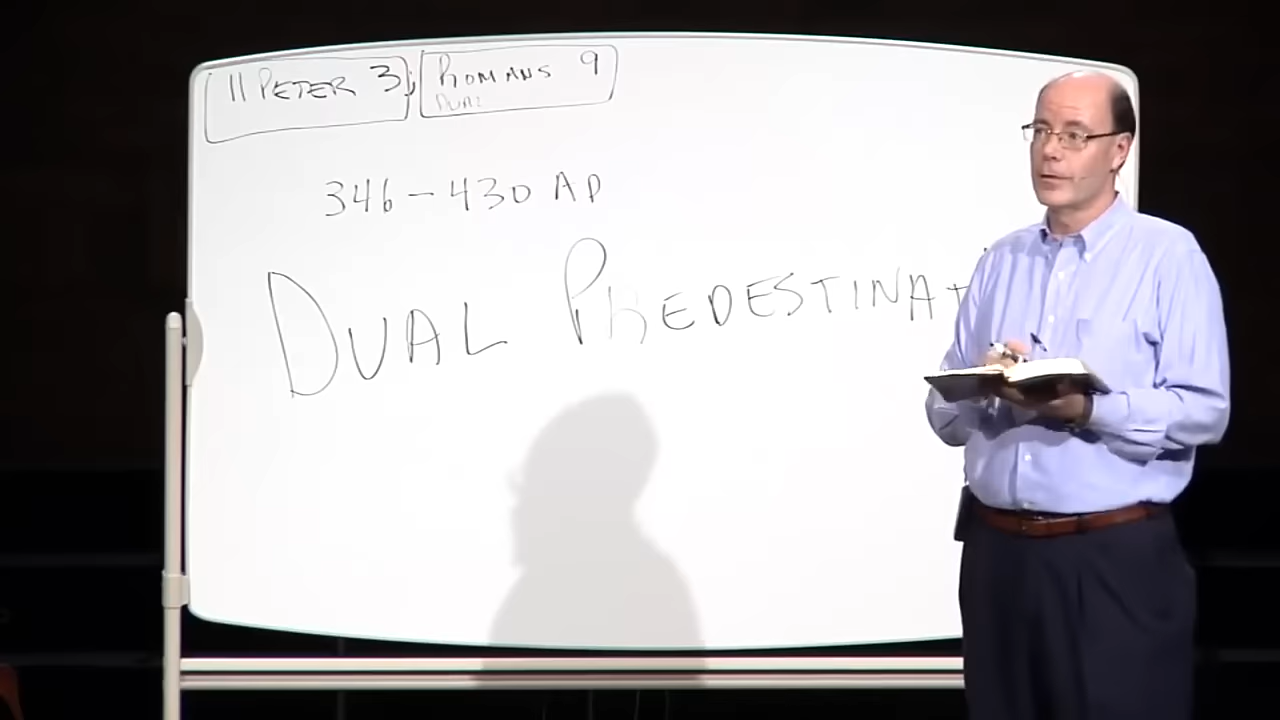 II PETER 3; ROMANS 9
DUAL
346 - 430 AD
DUAL PREDESTINAT